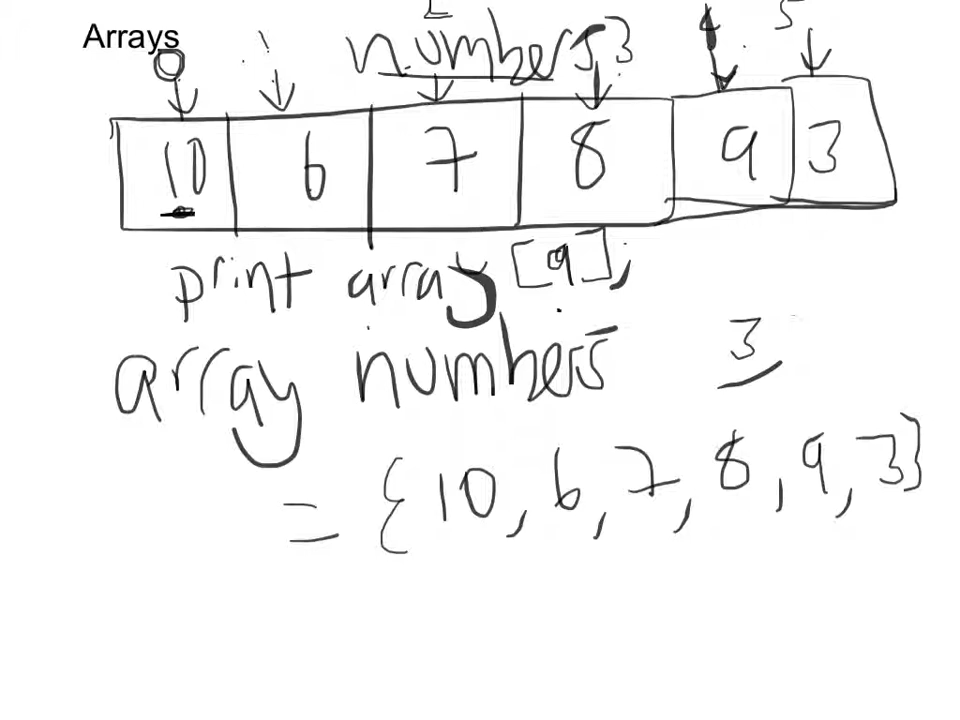 Arrays
numbers
0 1 2 3 4 5
10 6 7 8 9 3
print array [9];
array numbers 3
= {10, 6, 7, 8, 9, 3}